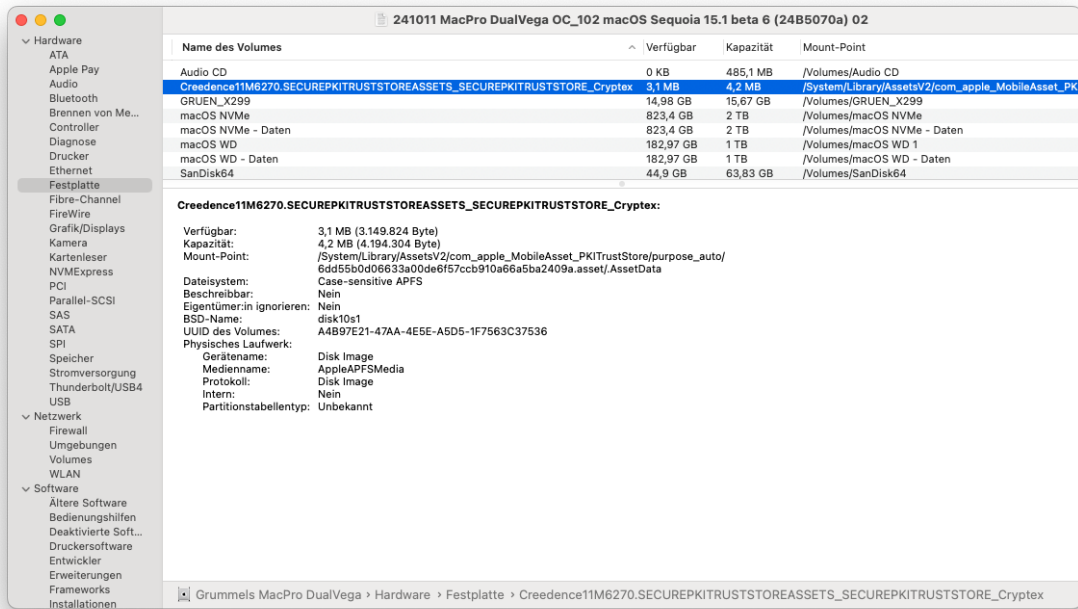 241011 MacPro DualVega OC_102 macOS Sequoia 15.1 beta 6 (24B5070a) 02
Hardware
ATA
Apple Pay
Audio
Bluetooth
Brennen von Me...
Controller
Diagnose
Drucker
Ethernet
Festplatte
Fibre-Channel
FireWire
Grafik/Displays
Kamera
Kartenleser
NVMExpress
PCI
Parallel-SCSI
SAS
SATA
SPI
Speicher
Stromversorgung
Thunderbolt/USB4
USB
Netzwerk
Firewall
Umgebungen
Volumes
WLAN
Software
Ältere Software
Bedienungshilfen
Deaktivierte Soft...
Druckersoftware
Entwickler
Erweiterungen
Frameworks
Installationen
Name des Volumes Verfügbar Kapazität Mount-Point
Audio CD 0 KB 485,1 MB /Volumes/Audio CD
Creedence11M6270.SECUREPKITRUSTSTOREASSETS_SECUREPKITRUSTSTORE_Cryptex 3,1 MB 4,2 MB /System/Library/AssetsV2/com_apple_MobileAsset_PK
GRUEN_X299 14,98 GB 15,67 GB /Volumes/GRUEN_X299
macOS NVMe 823,4 GB 2 TB /Volumes/macOS NVMe
macOS NVMe - Daten 823,4 GB 2 TB /Volumes/macOS NVMe - Daten
macOS WD 182,97 GB 1 TB /Volumes/macOS WD 1
macOS WD - Daten 182,97 GB 1 TB /Volumes/macOS WD - Daten
SanDisk64 44,9 GB 63,83 GB /Volumes/SanDisk64
Creedence11M6270.SECUREPKITRUSTSTOREASSETS_SECUREPKITRUSTSTORE_Cryptex:
Verfügbar: 3,1 MB (3.149.824 Byte)
Kapazität: 4,2 MB (4.194.304 Byte)
Mount-Point: /System/Library/AssetsV2/com_apple_MobileAsset_PKITrustStore/purpose_auto/
6dd55b0d06633a00de6f57ccb910a66a5ba2409a.asset/.AssetData
Dateisystem: Case-sensitive APFS
Beschreibbar: Nein
Eigentümer:in ignorieren: Nein
BSD-Name: disk10s1
UUID des Volumes: A4B97E21-47AA-4E5E-A5D5-1F7563C37536
Physisches Laufwerk:
Gerätename: Disk Image
Medienname: AppleAPFSMedia
Protokoll: Disk Image
Intern: Nein
Partitionstabellentyp: Unbekannt
Grummels MacPro DualVega › Hardware › Festplatte › Creedence11M6270.SECUREPKITRUSTSTOREASSETS_SECUREPKITRUSTSTORE_Cryptex